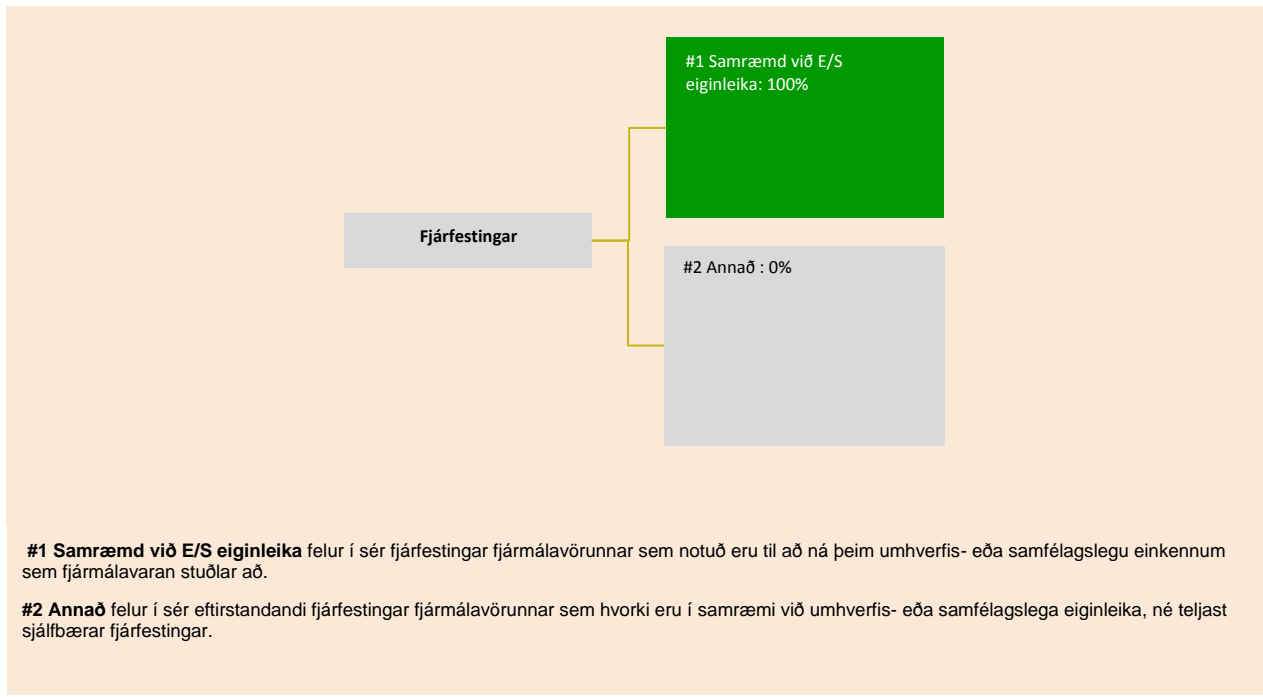 #1 Samræmd við E/S
eiginleika: 100%
Fjárfestingar
#2 Annað : 0%
#1 Samræmd við E/S eiginleika felur í sér fjárfestingar fjármálavörunnar sem notuð eru til að ná þeim umhverfis- eða samfélagslegu einkennum
sem fjármálavaran stuðlar að.
#2 Annað felur í sér eftirstandandi fjárfestingar fjármálavörunnar sem hvorki eru í samræmi við umhverfis- eða samfélagslega eiginleika, né teljast
sjálfbærar fjárfestingar.